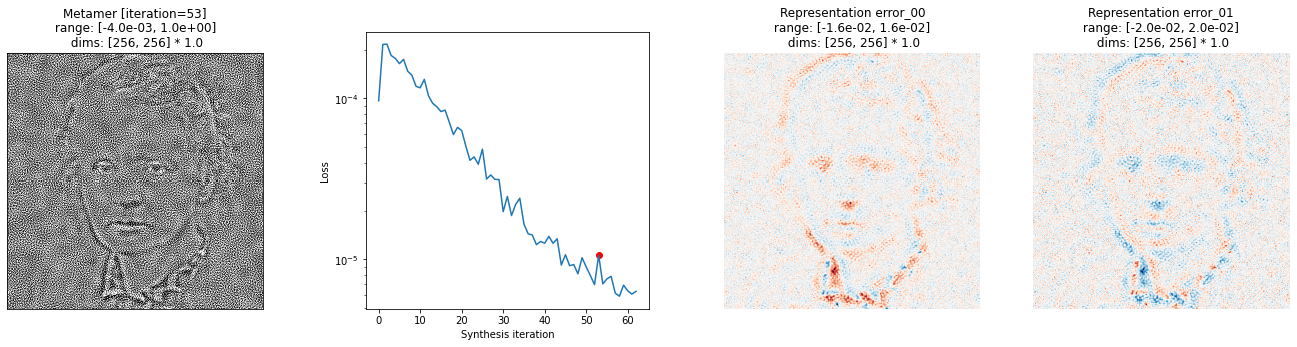 Metamer [iteration=53]
range: [-4.0e-03, 1.0e+00]
dims: [256, 256] * 1.0
Loss
10⁻⁴
10⁻⁵
0
10
20
30
40
50
60
Synthesis iteration
Representation error_00
range: [-1.6e-02, 1.6e-02]
dims: [256, 256] * 1.0
Representation error_01
range: [-2.0e-02, 2.0e-02]
dims: [256, 256] * 1.0